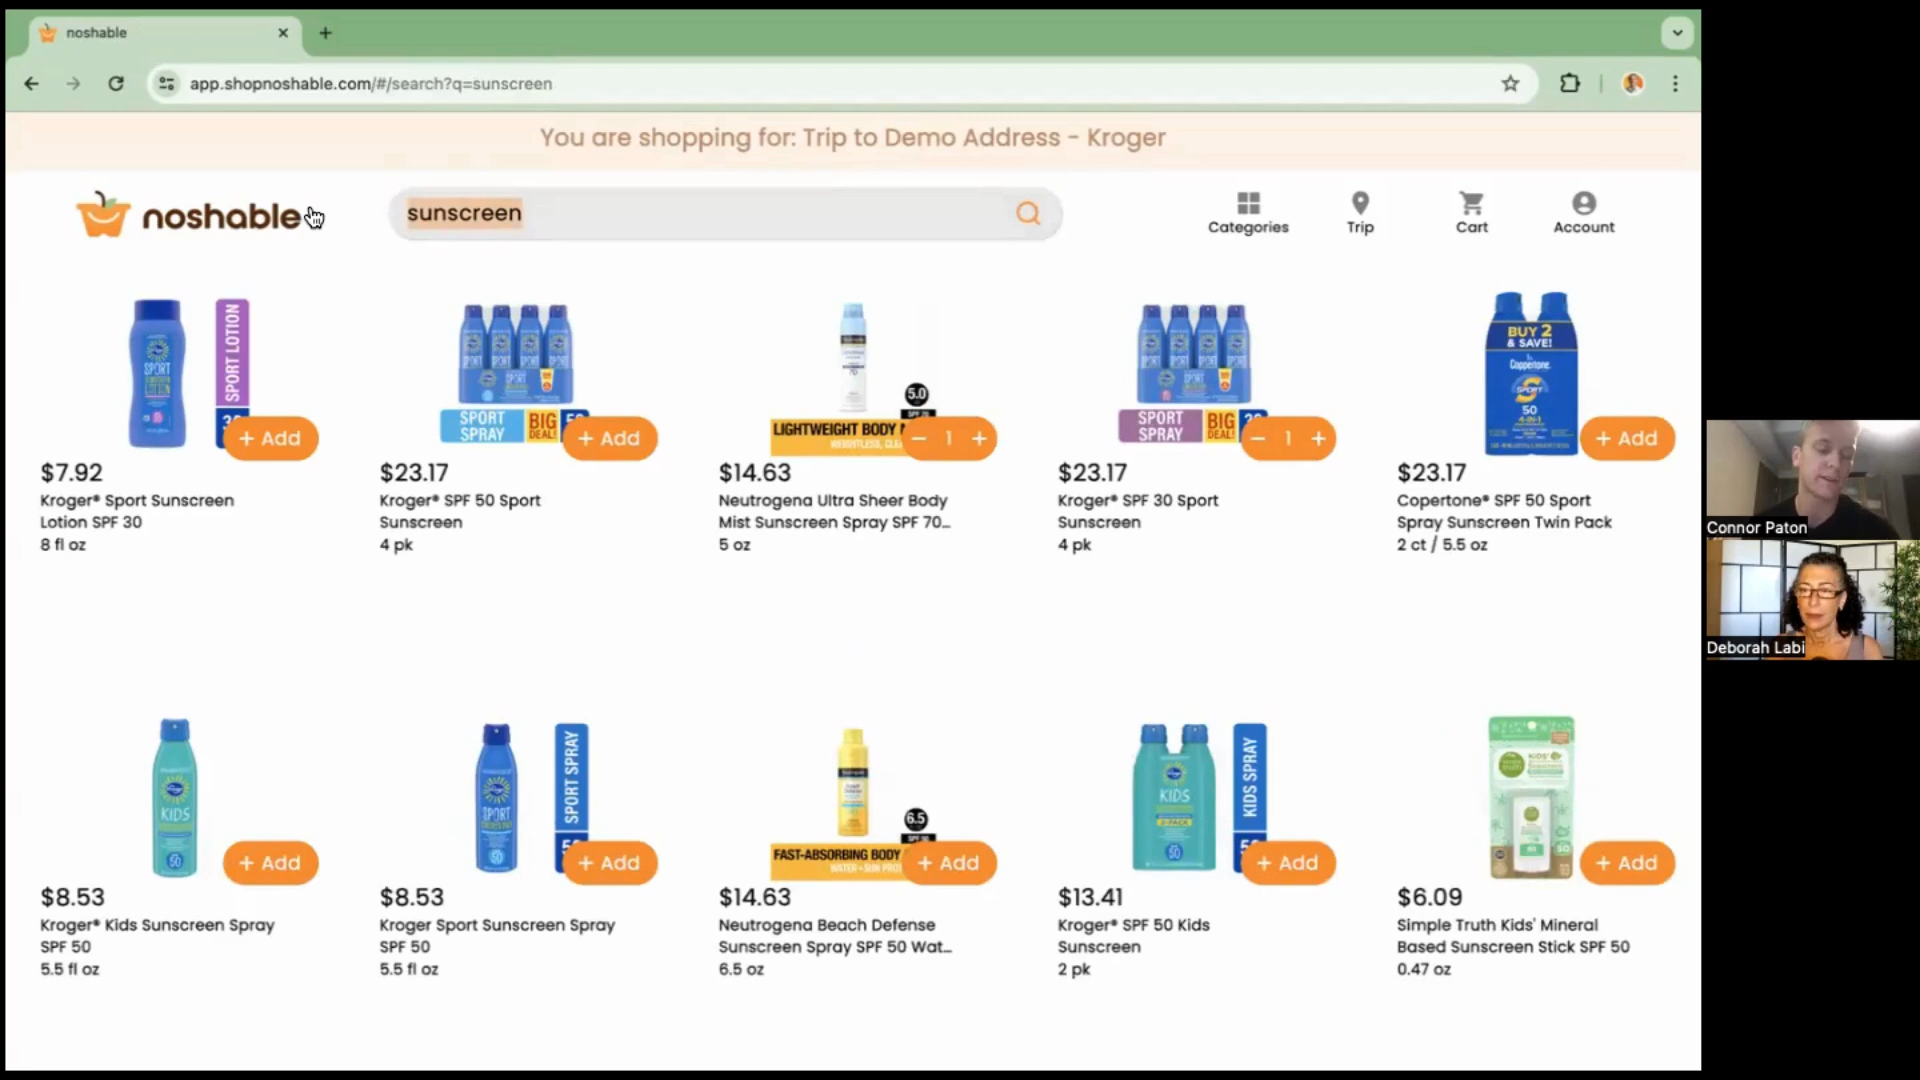 noshable
app.shopnoshable.com/#/search?q=sunscreen
You are shopping for: Trip to Demo Address - Kroger
noshable
sunscreen
Categories
Trip
Cart
Account
SPORT LOTION
+ Add
SPORT SPRAY
BIG DEAL!
+ Add
5.0
LIGHTWEIGHT BODY
− 1 +
SPORT SPRAY
BIG DEAL!
− 1 +
BUY 2
& SAVE!
Coppertone
SPORT
50
+ Add
$7.92
Kroger® Sport Sunscreen
Lotion SPF 30
8 fl oz
$23.17
Kroger® SPF 50 Sport
Sunscreen
4 pk
$14.63
Neutrogena Ultra Sheer Body
Mist Sunscreen Spray SPF 70...
5 oz
$23.17
Kroger® SPF 30 Sport
Sunscreen
4 pk
$23.17
Copertone® SPF 50 Sport
Spray Sunscreen Twin Pack
2 ct / 5.5 oz
Connor Paton
Deborah Labi
KIDS
50
+ Add
SPORT
SPORT SPRAY
+ Add
6.5
FAST-ABSORBING BODY
+ Add
KIDS
KIDS SPRAY
+ Add
KIDS'
+ Add
$8.53
Kroger® Kids Sunscreen Spray
SPF 50
5.5 fl oz
$8.53
Kroger Sport Sunscreen Spray
SPF 50
5.5 fl oz
$14.63
Neutrogena Beach Defense
Sunscreen Spray SPF 50 Wat...
6.5 oz
$13.41
Kroger® SPF 50 Kids
Sunscreen
2 pk
$6.09
Simple Truth Kids' Mineral
Based Sunscreen Stick SPF 50
0.47 oz